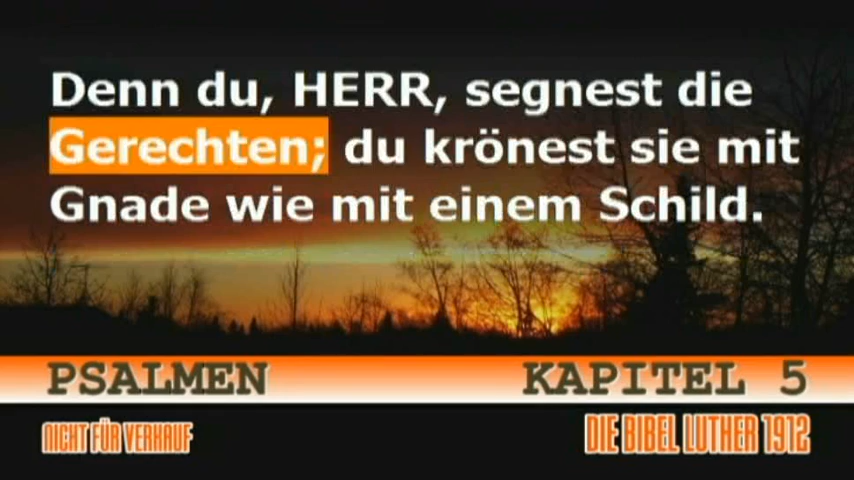 Denn du, HERR, segnest die
Gerechten; du krönest sie mit
Gnade wie mit einem Schild.
PSALMEN KAPITEL 5
NICHT FÜR VERKAUF DIE BIBEL LUTHER 1912